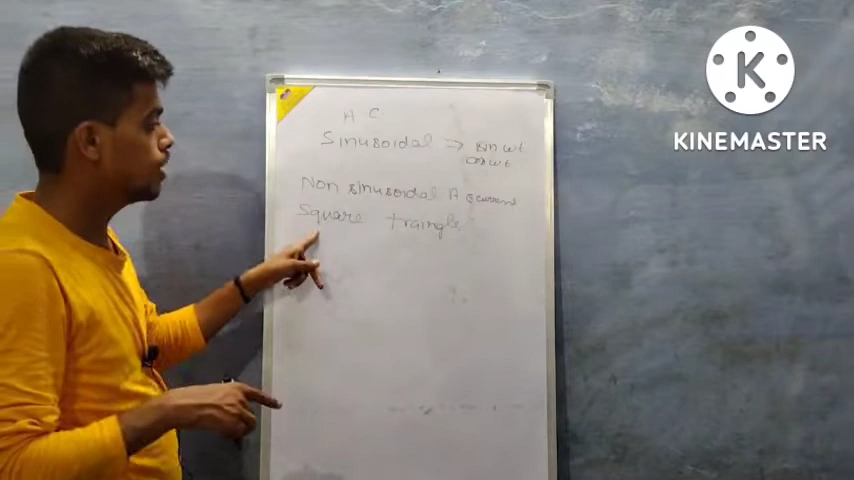 A C
Sinusoidal => sin wt
cos wt
Non sinusoidal A current
Square traingle
K
KINEMASTER